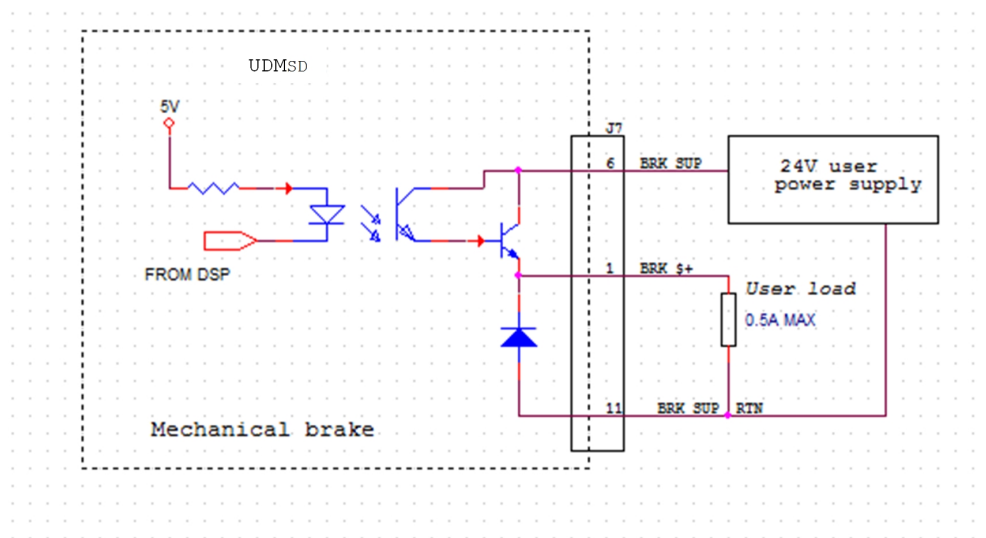 UDMSD
5V
J7
6 BRK SUP
24V user
power supply
FROM DSP
1 BRK $+
User load
0.5A MAX
11 BRK SUP RTN
Mechanical brake